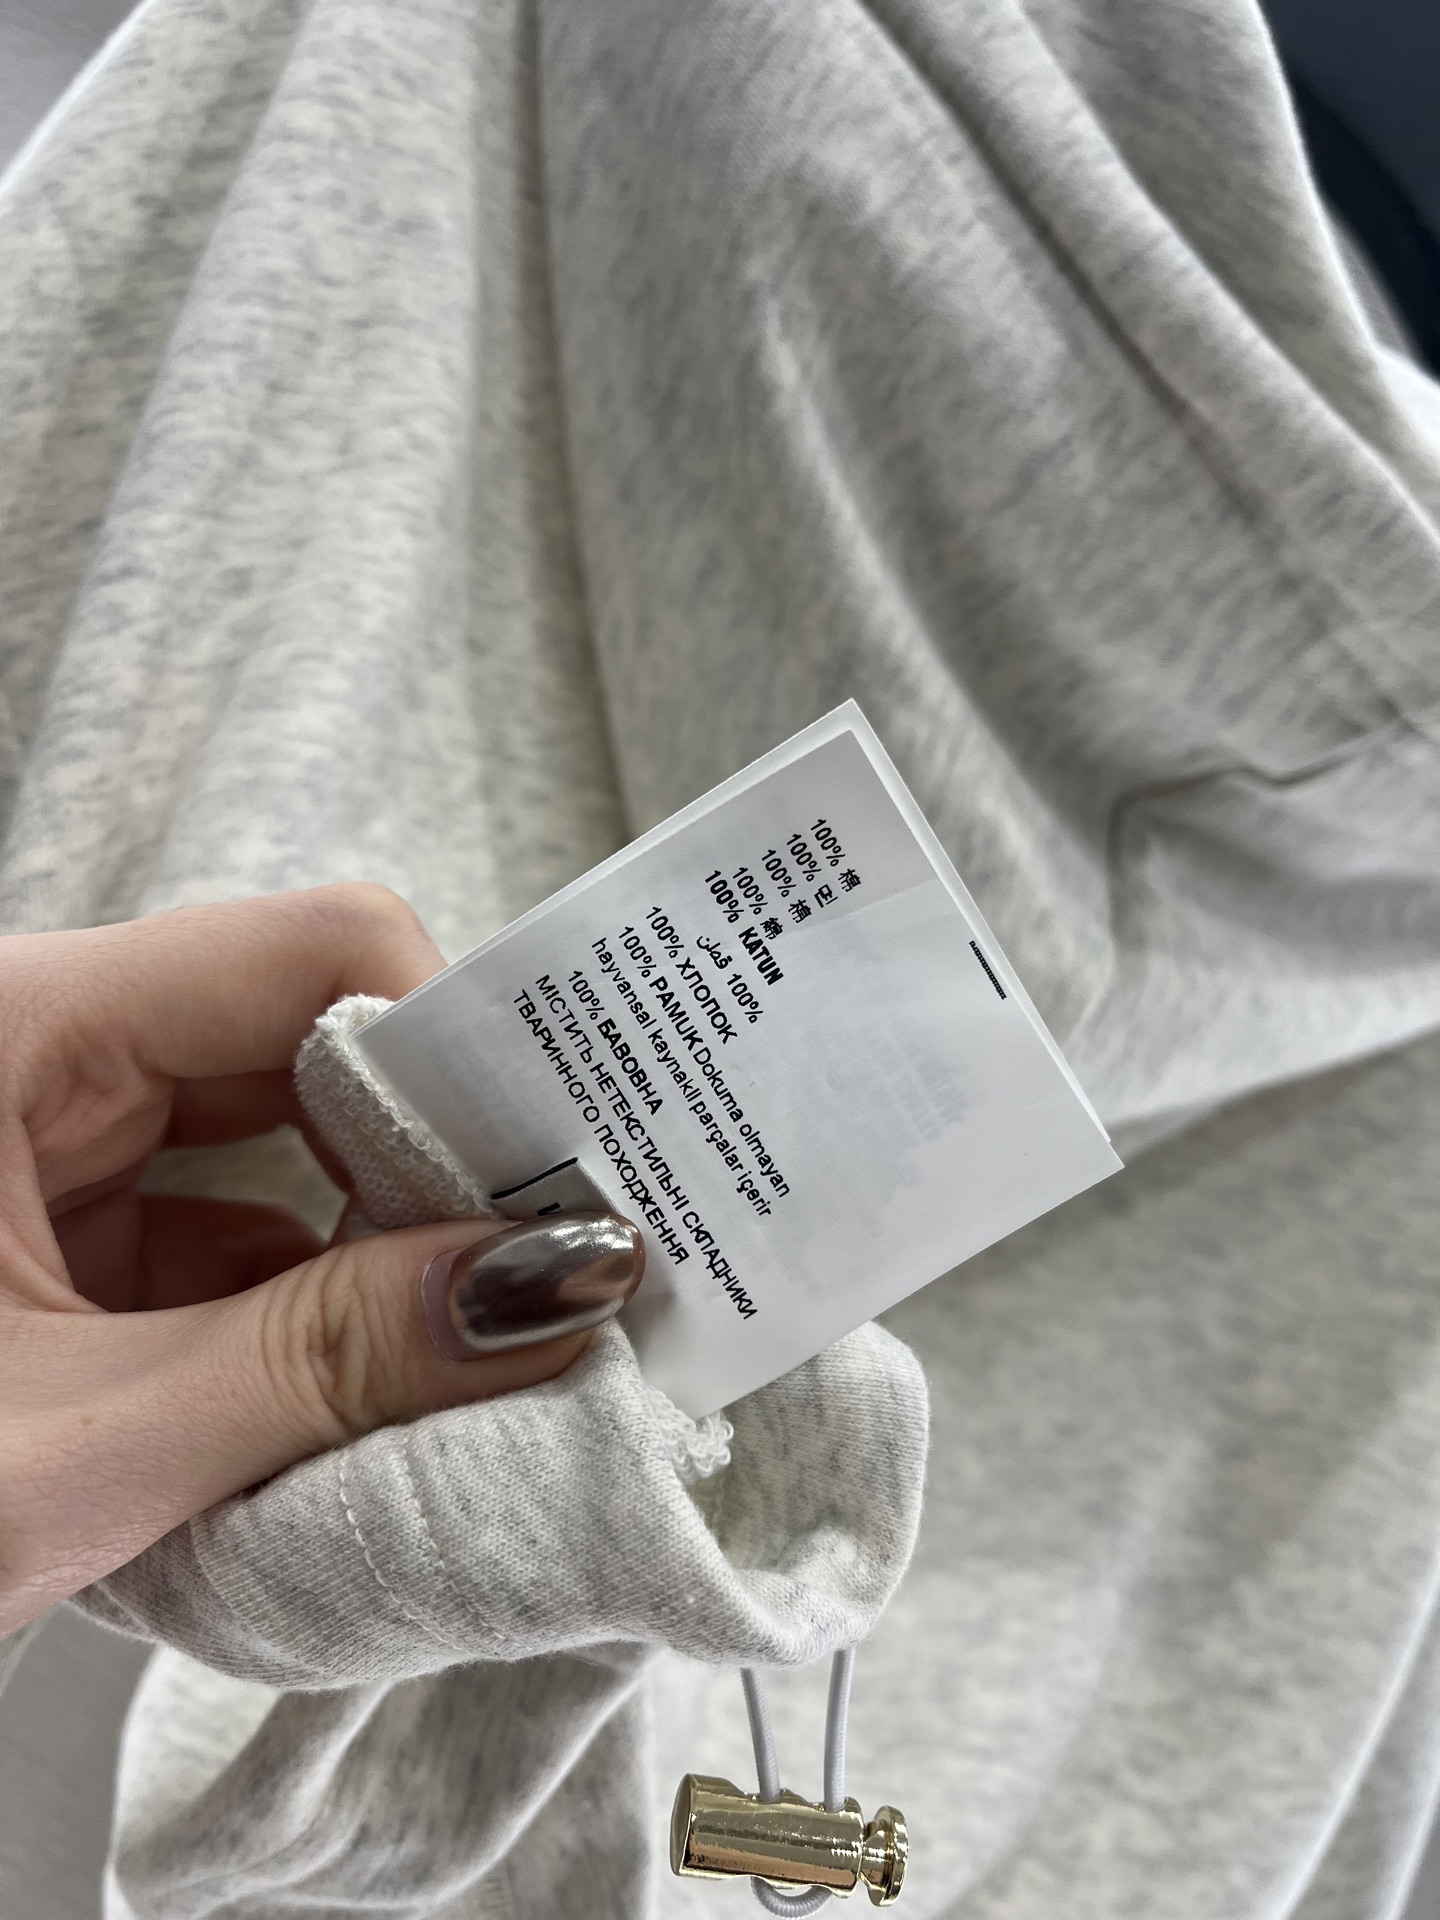 100% 棉
100% 면
100% 棉
100% 綿
100% KATUN
100% قطن
100% ХЛОПОК
100% PAMUK Dokuma olmayan
hayvansal kaynaklı parçalar içerir
100% БАВОВНА
МІСТИТЬ НЕТЕКСТИЛЬНІ СКЛАДНИКИ
ТВАРИННОГО ПОХОДЖЕННЯ